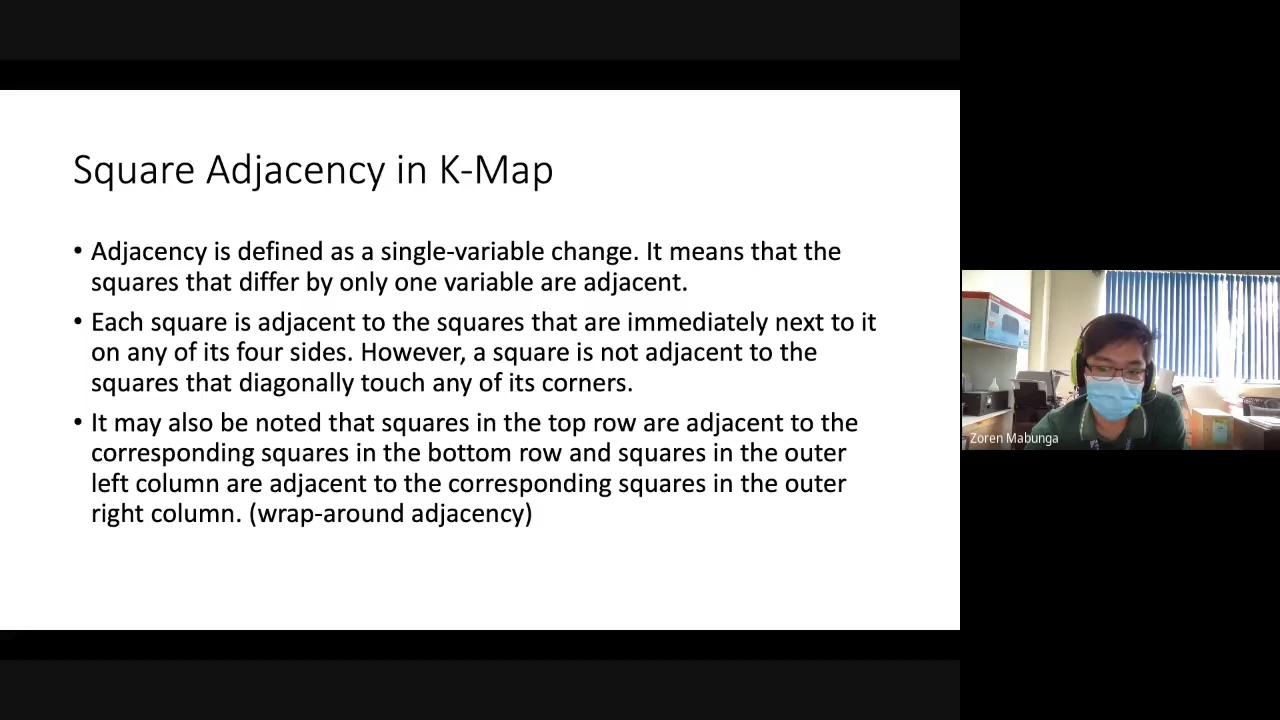 Square Adjacency in K-Map
• Adjacency is defined as a single-variable change. It means that the
squares that differ by only one variable are adjacent.
• Each square is adjacent to the squares that are immediately next to it
on any of its four sides. However, a square is not adjacent to the
squares that diagonally touch any of its corners.
• It may also be noted that squares in the top row are adjacent to the
corresponding squares in the bottom row and squares in the outer
left column are adjacent to the corresponding squares in the outer
right column. (wrap-around adjacency)
Zoren Mabunga